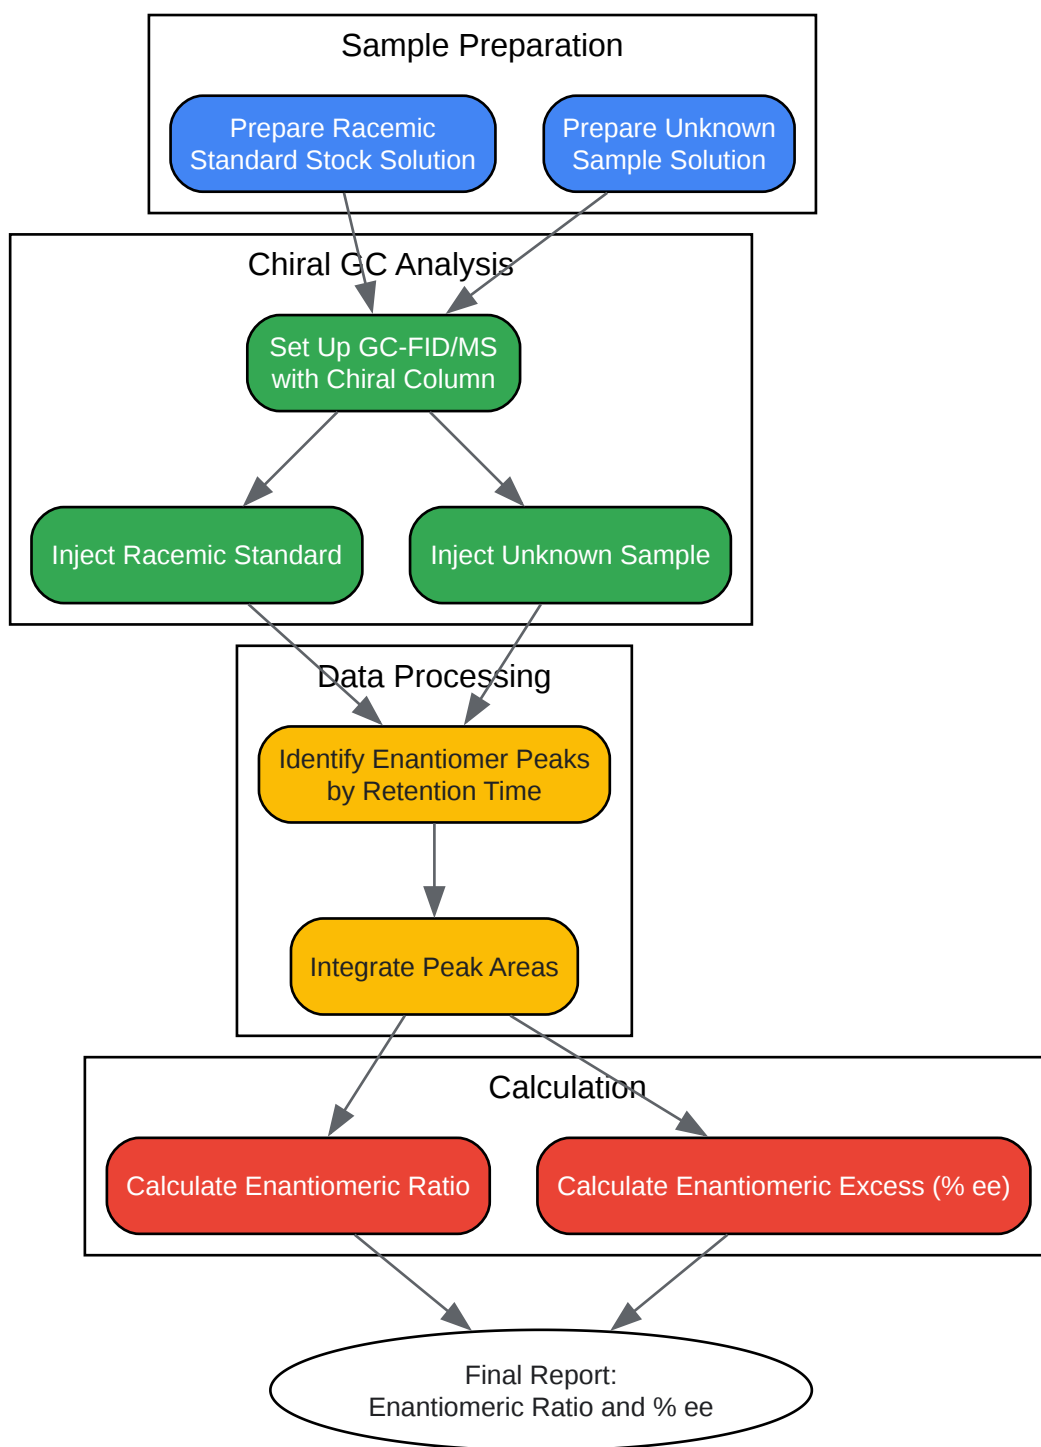 Sample Preparation
Prepare Racemic
Standard Stock Solution
Prepare Unknown
Sample Solution
Chiral GC Analysis
Set Up GC-FID/MS
with Chiral Column
Inject Racemic Standard
Inject Unknown Sample
Data Processing
Identify Enantiomer Peaks
by Retention Time
Integrate Peak Areas
Calculation
Calculate Enantiomeric Ratio
Calculate Enantiomeric Excess (% ee)
Final Report:
Enantiomeric Ratio and % ee